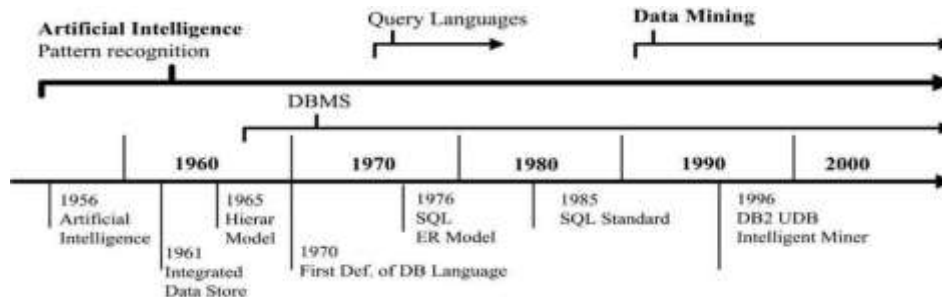 Artificial Intelligence
Pattern recognition
Query Languages
Data Mining
DBMS
1960
1970
1980
1990
2000
1956
Artificial
Intelligence
1961
Integrated
Data Store
1965
Hierar
Model
1970
First Def. of DB Language
1976
SQL
ER Model
1985
SQL Standard
1996
DB2 UDB
Intelligent Miner